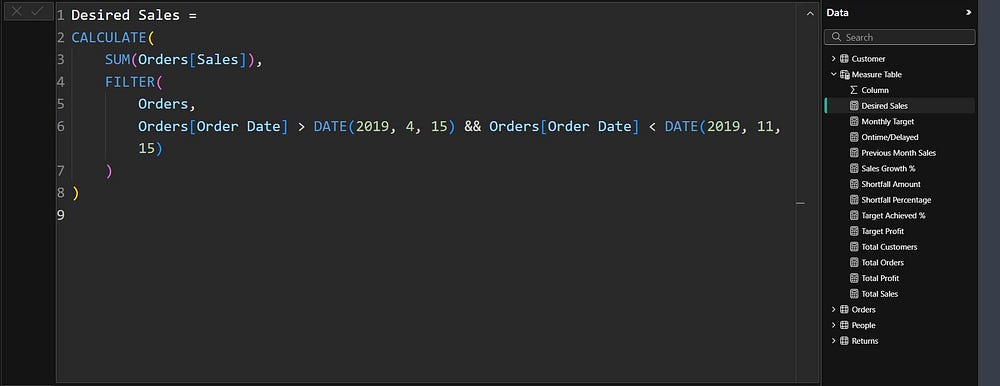 1 Desired Sales =
2 CALCULATE(
3 SUM(Orders[Sales]),
4 FILTER(
5 Orders,
6 Orders[Order Date] > DATE(2019, 4, 15) && Orders[Order Date] < DATE(2019, 11,
15)
7 )
8 )
9
Data
Search
Customer
Measure Table
Column
Desired Sales
Monthly Target
Ontime/Delayed
Previous Month Sales
Sales Growth %
Shortfall Amount
Shortfall Percentage
Target Achieved %
Target Profit
Total Customers
Total Orders
Total Profit
Total Sales
Orders
People
Returns